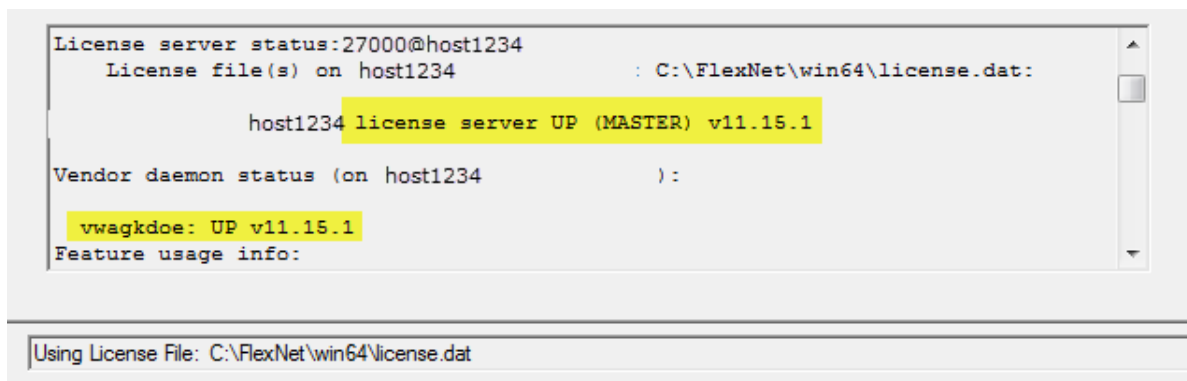 License server status:27000@host1234
License file(s) on host1234 : C:\FlexNet\win64\license.dat:
host1234 license server UP (MASTER) v11.15.1
Vendor daemon status (on host1234 ):
vwagkdoe: UP v11.15.1
Feature usage info:
Using License File: C:\FlexNet\win64\license.dat